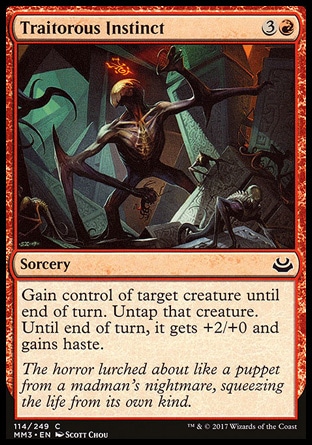 Traitorous Instinct 3
Sorcery
Gain control of target creature until
end of turn. Untap that creature.
Until end of turn, it gets +2/+0 and
gains haste.
The horror lurched about like a puppet
from a madman's nightmare, squeezing
the life from its own kind.
114/249 C
MM3 • EN Scott Chou ™ & © 2017 Wizards of the Coast